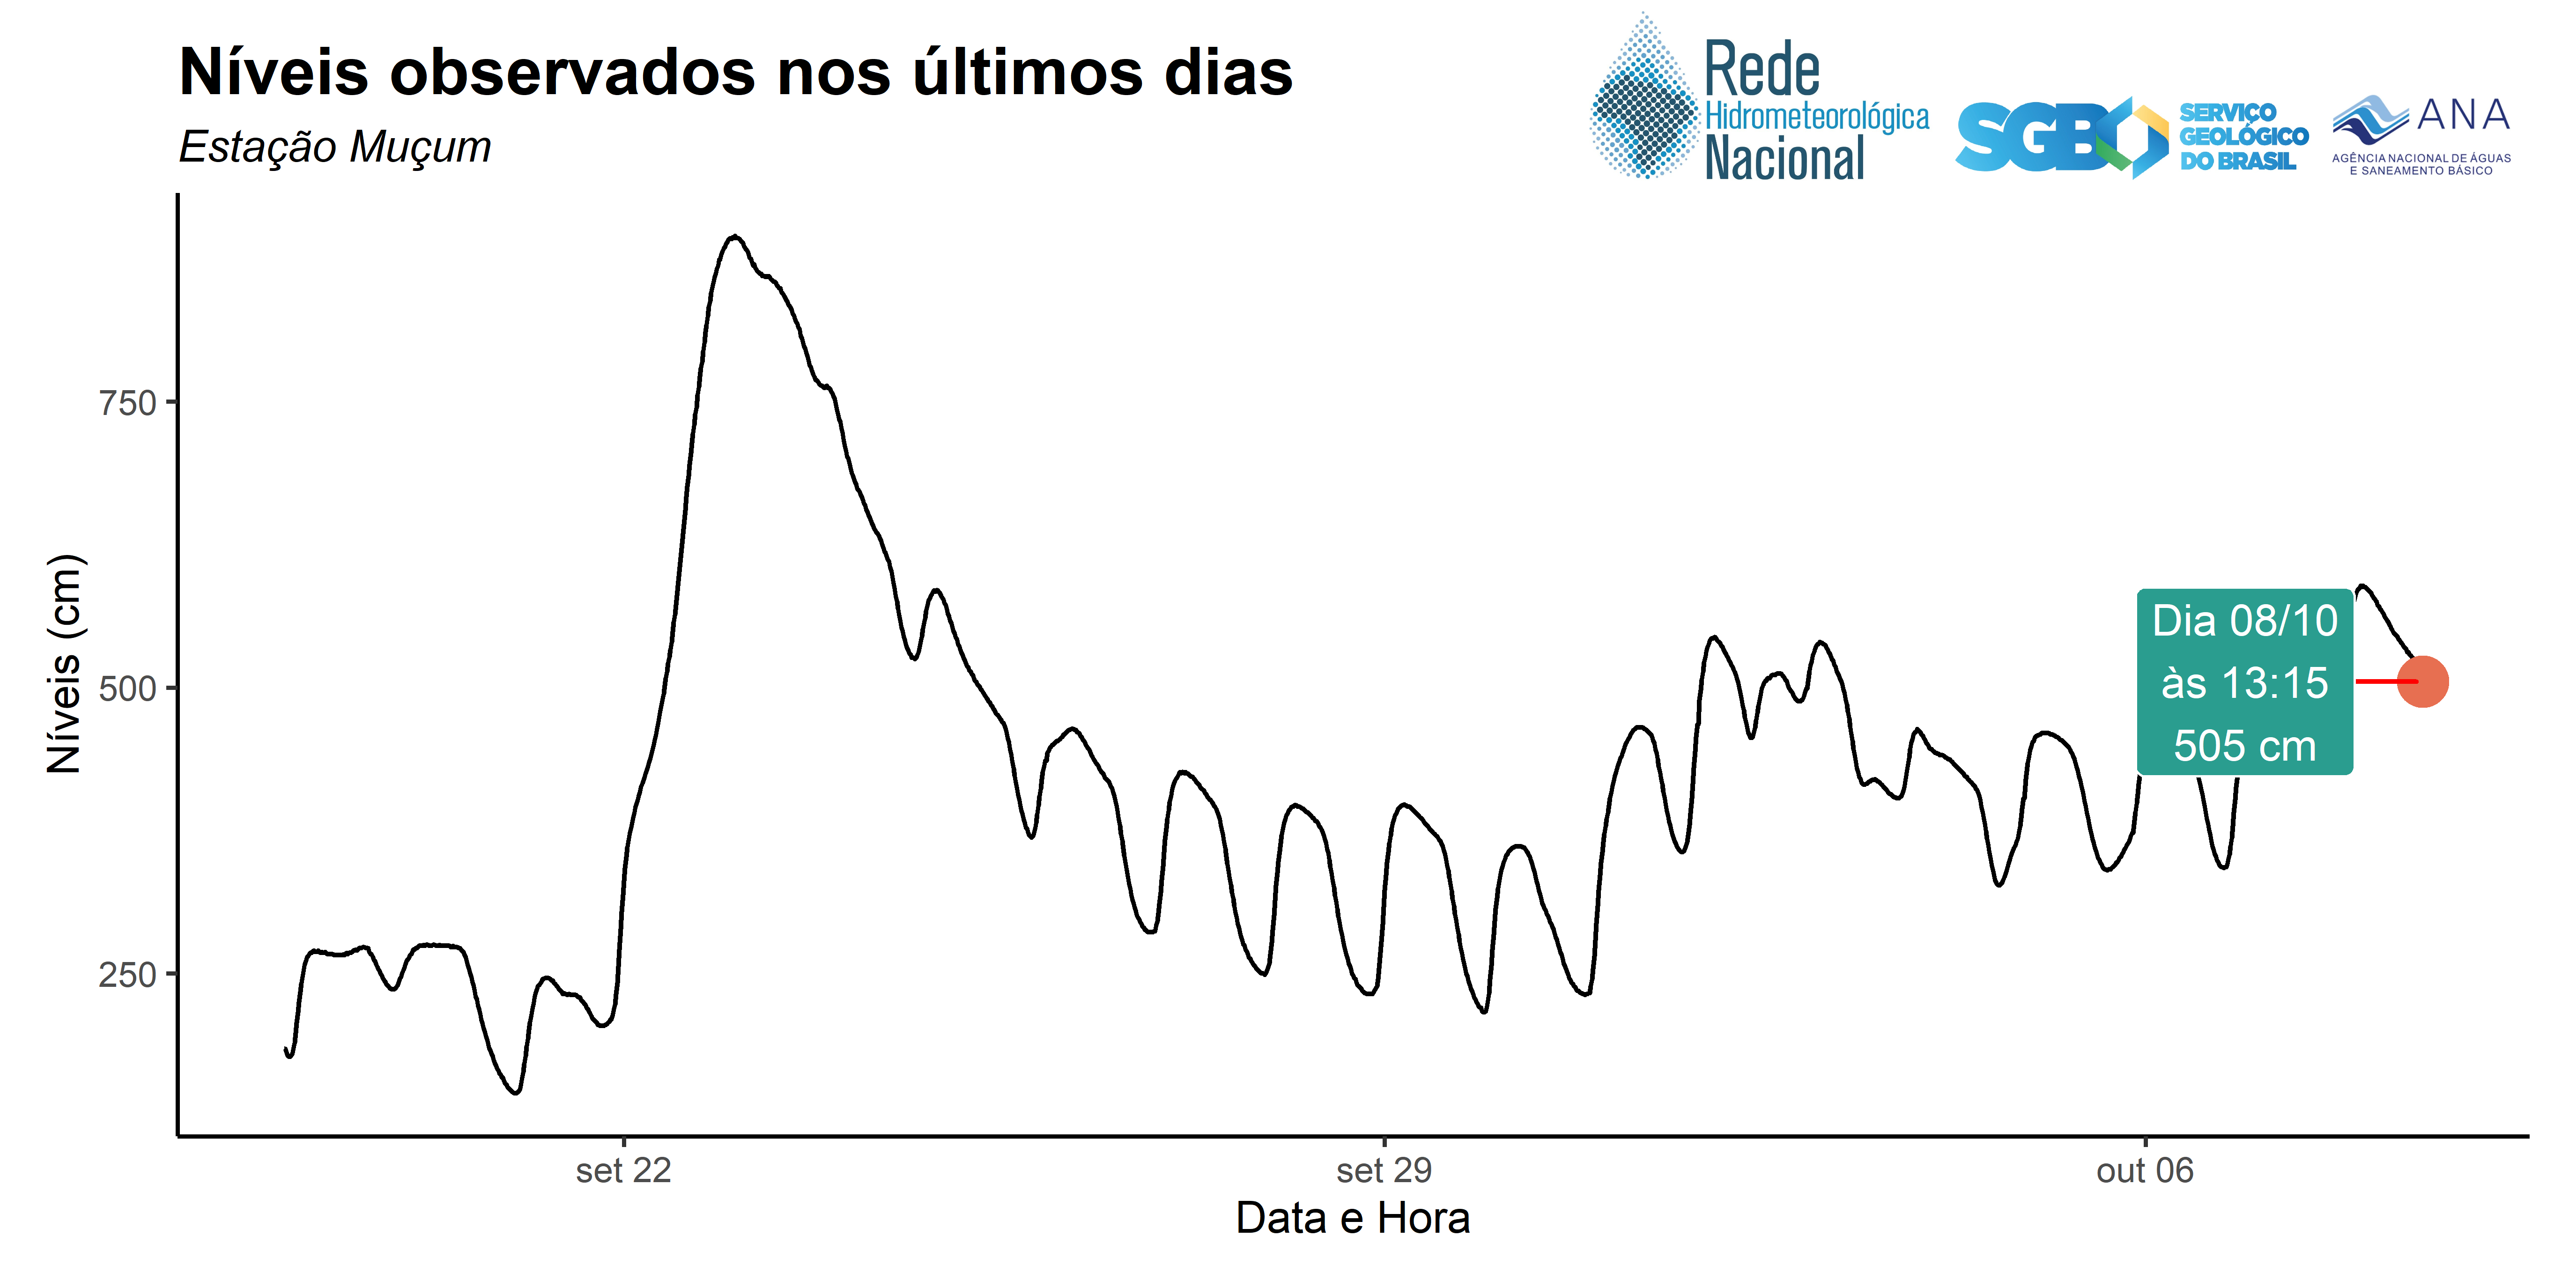 Níveis observados nos últimos dias
Estação Muçum
Rede
Hidrometeorológica
Nacional
SGB
SERVIÇO
GEOLÓGICO
DO BRASIL
ANA
AGÊNCIA NACIONAL DE ÁGUAS
E SANEAMENTO BÁSICO
Níveis (cm)
750
500
250
Dia 08/10
às 13:15
505 cm
set 22
set 29
out 06
Data e Hora